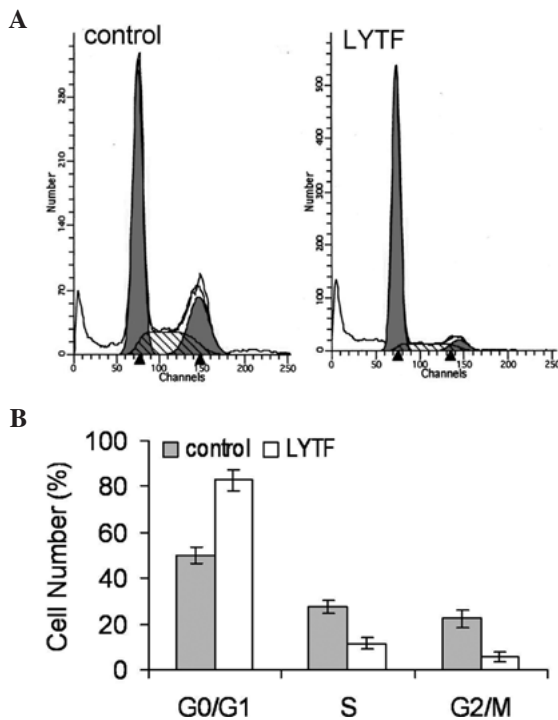 A
control
LYTF
Number
0 70 140 210 280
0 50 100 150 200 250
Channels
Number
0 100 200 300 400 500
0 50 100 150 200 250
Channels
B
control LYTF
Cell Number (%)
100
80
60
40
20
0
G0/G1 S G2/M